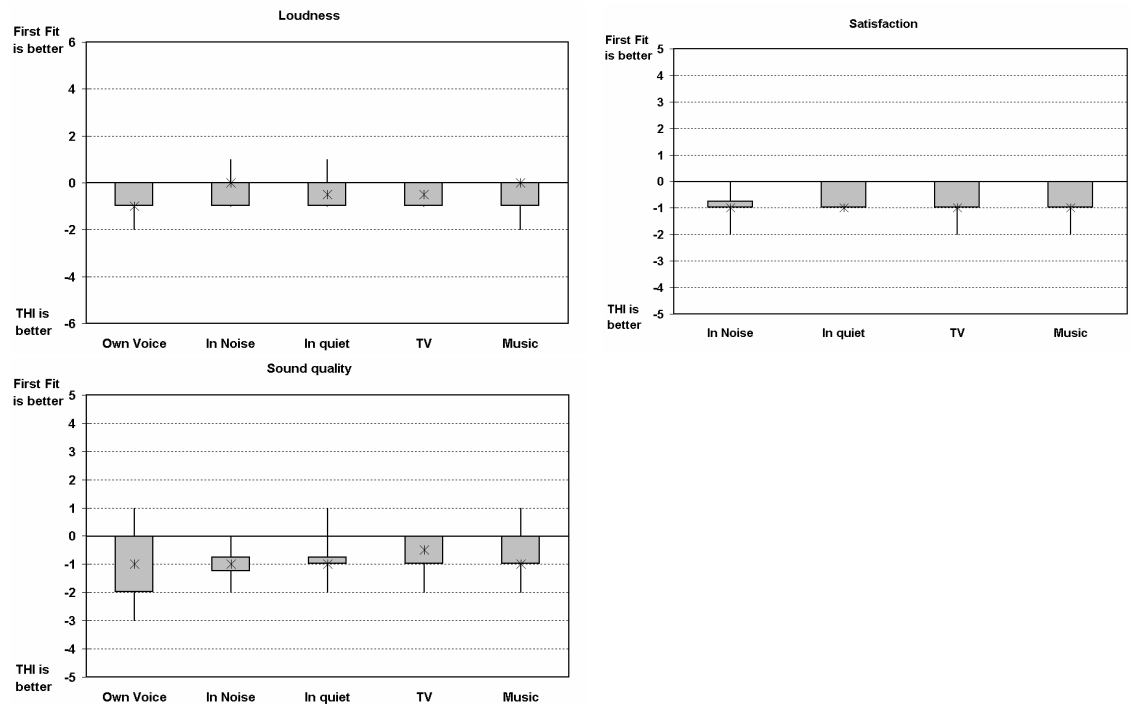 Loudness
First Fit
is better
6
4
2
0
-2
-4
-6
THI is
better
Own Voice In Noise In quiet TV Music
Satisfaction
First Fit
is better
5
4
3
2
1
0
-1
-2
-3
-4
-5
THI is
better
In Noise In quiet TV Music
Sound quality
First Fit
is better
5
4
3
2
1
0
-1
-2
-3
-4
-5
THI is
better
Own Voice In Noise In quiet TV Music